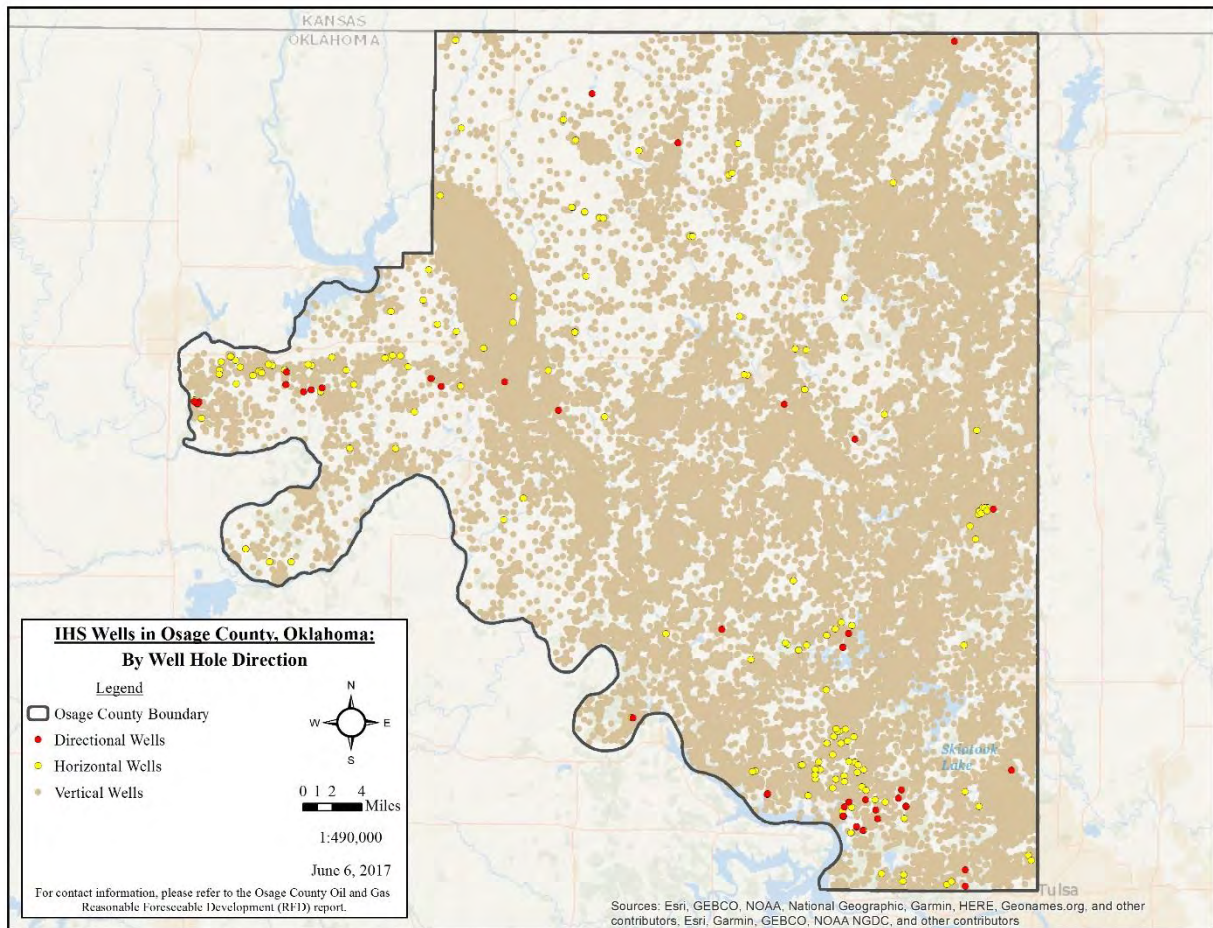 KANSAS
OKLAHOMA
Skiatook
Lake
IHS Wells in Osage County, Oklahoma:
By Well Hole Direction
Legend
Osage County Boundary
Directional Wells
Horizontal Wells
Vertical Wells
N
W
E
S
0 1 2 4
Miles
1:490,000
June 6, 2017
For contact information, please refer to the Osage County Oil and Gas
Reasonable Foreseeable Development (RFD) report.
Tulsa
Sources: Esri, GEBCO, NOAA, National Geographic, Garmin, HERE, Geonames.org, and other
contributors, Esri, Garmin, GEBCO, NOAA NGDC, and other contributors